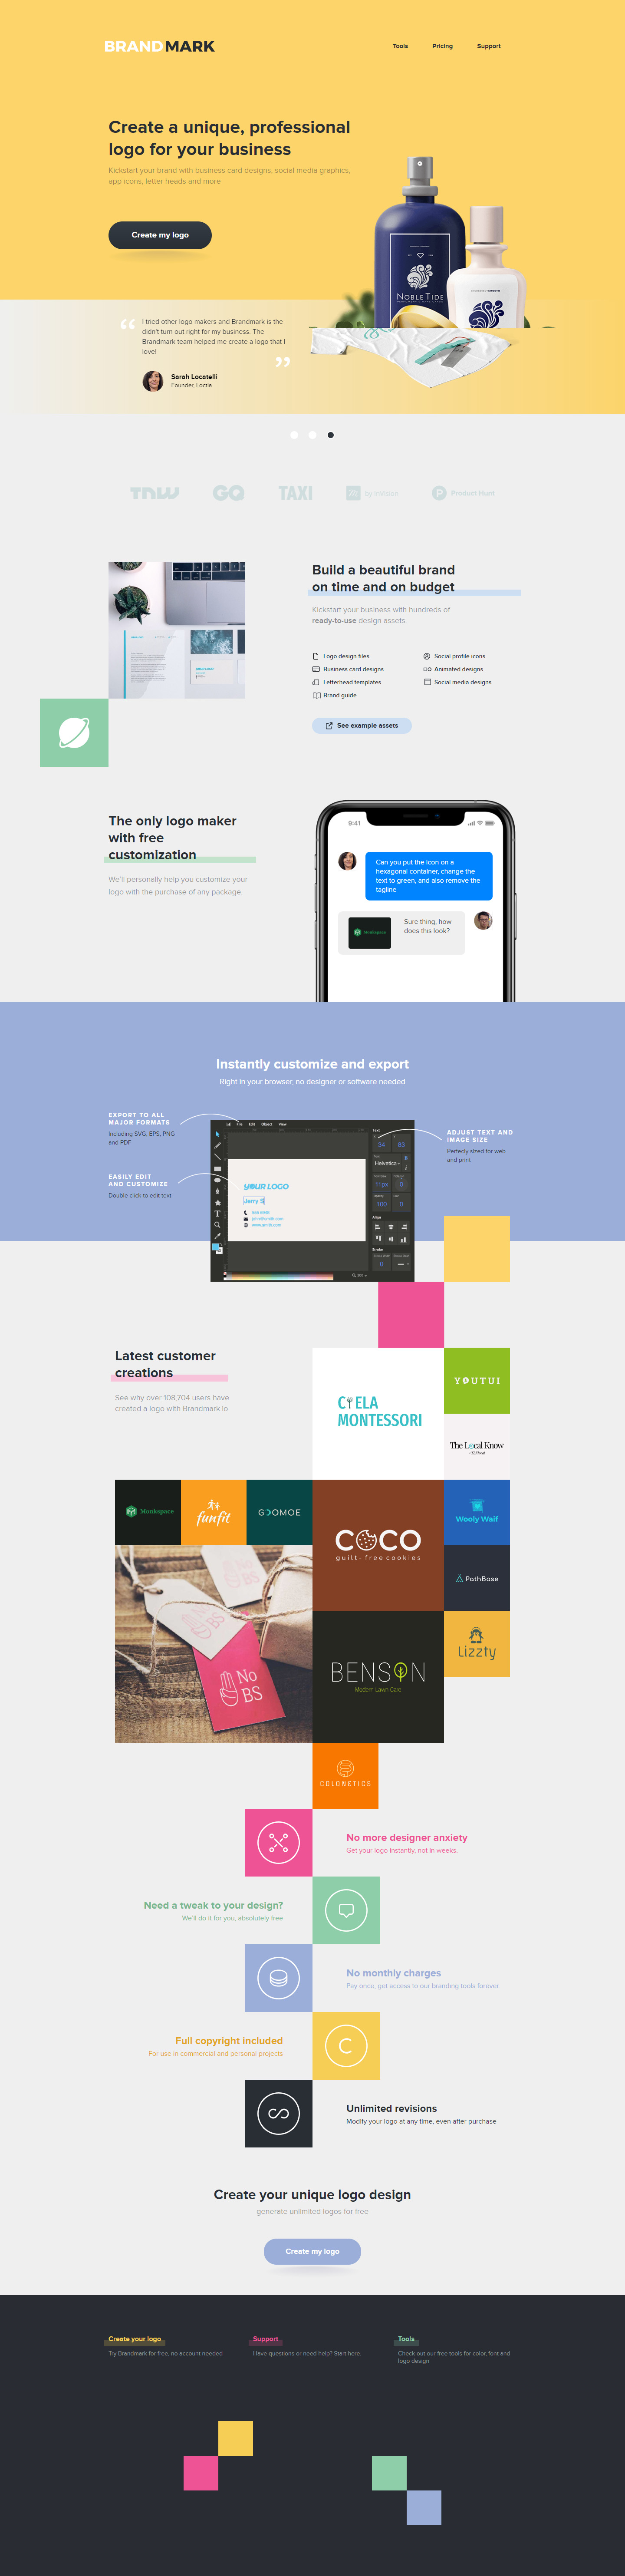 BRANDMARK
Tools
Pricing
Support
Create a unique, professional
logo for your business
Kickstart your brand with business card designs, social media graphics,
app icons, letter heads and more
Create my logo
NOBLE TIDE
“
I tried other logo makers and Brandmark is the
didn't turn out right for my business. The
Brandmark team helped me create a logo that I
love!
”
Sarah Locatelli
Founder, Loctia
TNW
GQ
TAXI
by InVision
P
Product Hunt
Build a beautiful brand
on time and on budget
Kickstart your business with hundreds of
ready-to-use design assets.
Logo design files
Business card designs
Letterhead templates
Brand guide
Social profile icons
Animated designs
Social media designs
See example assets
The only logo maker
with free
customization
We'll personally help you customize your
logo with the purchase of any package.
9:41
Can you put the icon on a
hexagonal container, change the
text to green, and also remove the
tagline
Monkspace
Sure thing, how
does this look?
Instantly customize and export
Right in your browser, no designer or software needed
EXPORT TO ALL
MAJOR FORMATS
Including SVG, EPS, PNG
and PDF
EASILY EDIT
AND CUSTOMIZE
Double click to edit text
ADJUST TEXT AND
IMAGE SIZE
Perfecly sized for web
and print
File
Edit
Object
View
YOUR LOGO
Jerry S
Text
34
83
Helvetica
11px
0
100
0
Align
Stroke
0
Latest customer
creations
See why over 108,704 users have
created a logo with Brandmark.io
CIELA
MONTESSORI
YOUTUI
The Local Know
Monkspace
funfit
GOOMOE
COCO
guilt-free cookies
Wooly Waif
PathBase
No
BS
BENSON
Modern Lawn Care
Lizzty
COLONETICS
No more designer anxiety
Get your logo instantly, not in weeks.
Need a tweak to your design?
We'll do it for you, absolutely free
No monthly charges
Pay once, get access to our branding tools forever.
Full copyright included
For use in commercial and personal projects
C
Unlimited revisions
Modify your logo at any time, even after purchase
Create your unique logo design
generate unlimited logos for free
Create my logo
Create your logo
Try Brandmark for free, no account needed
Support
Have questions or need help? Start here.
Tools
Check out our free tools for color, font and
logo design